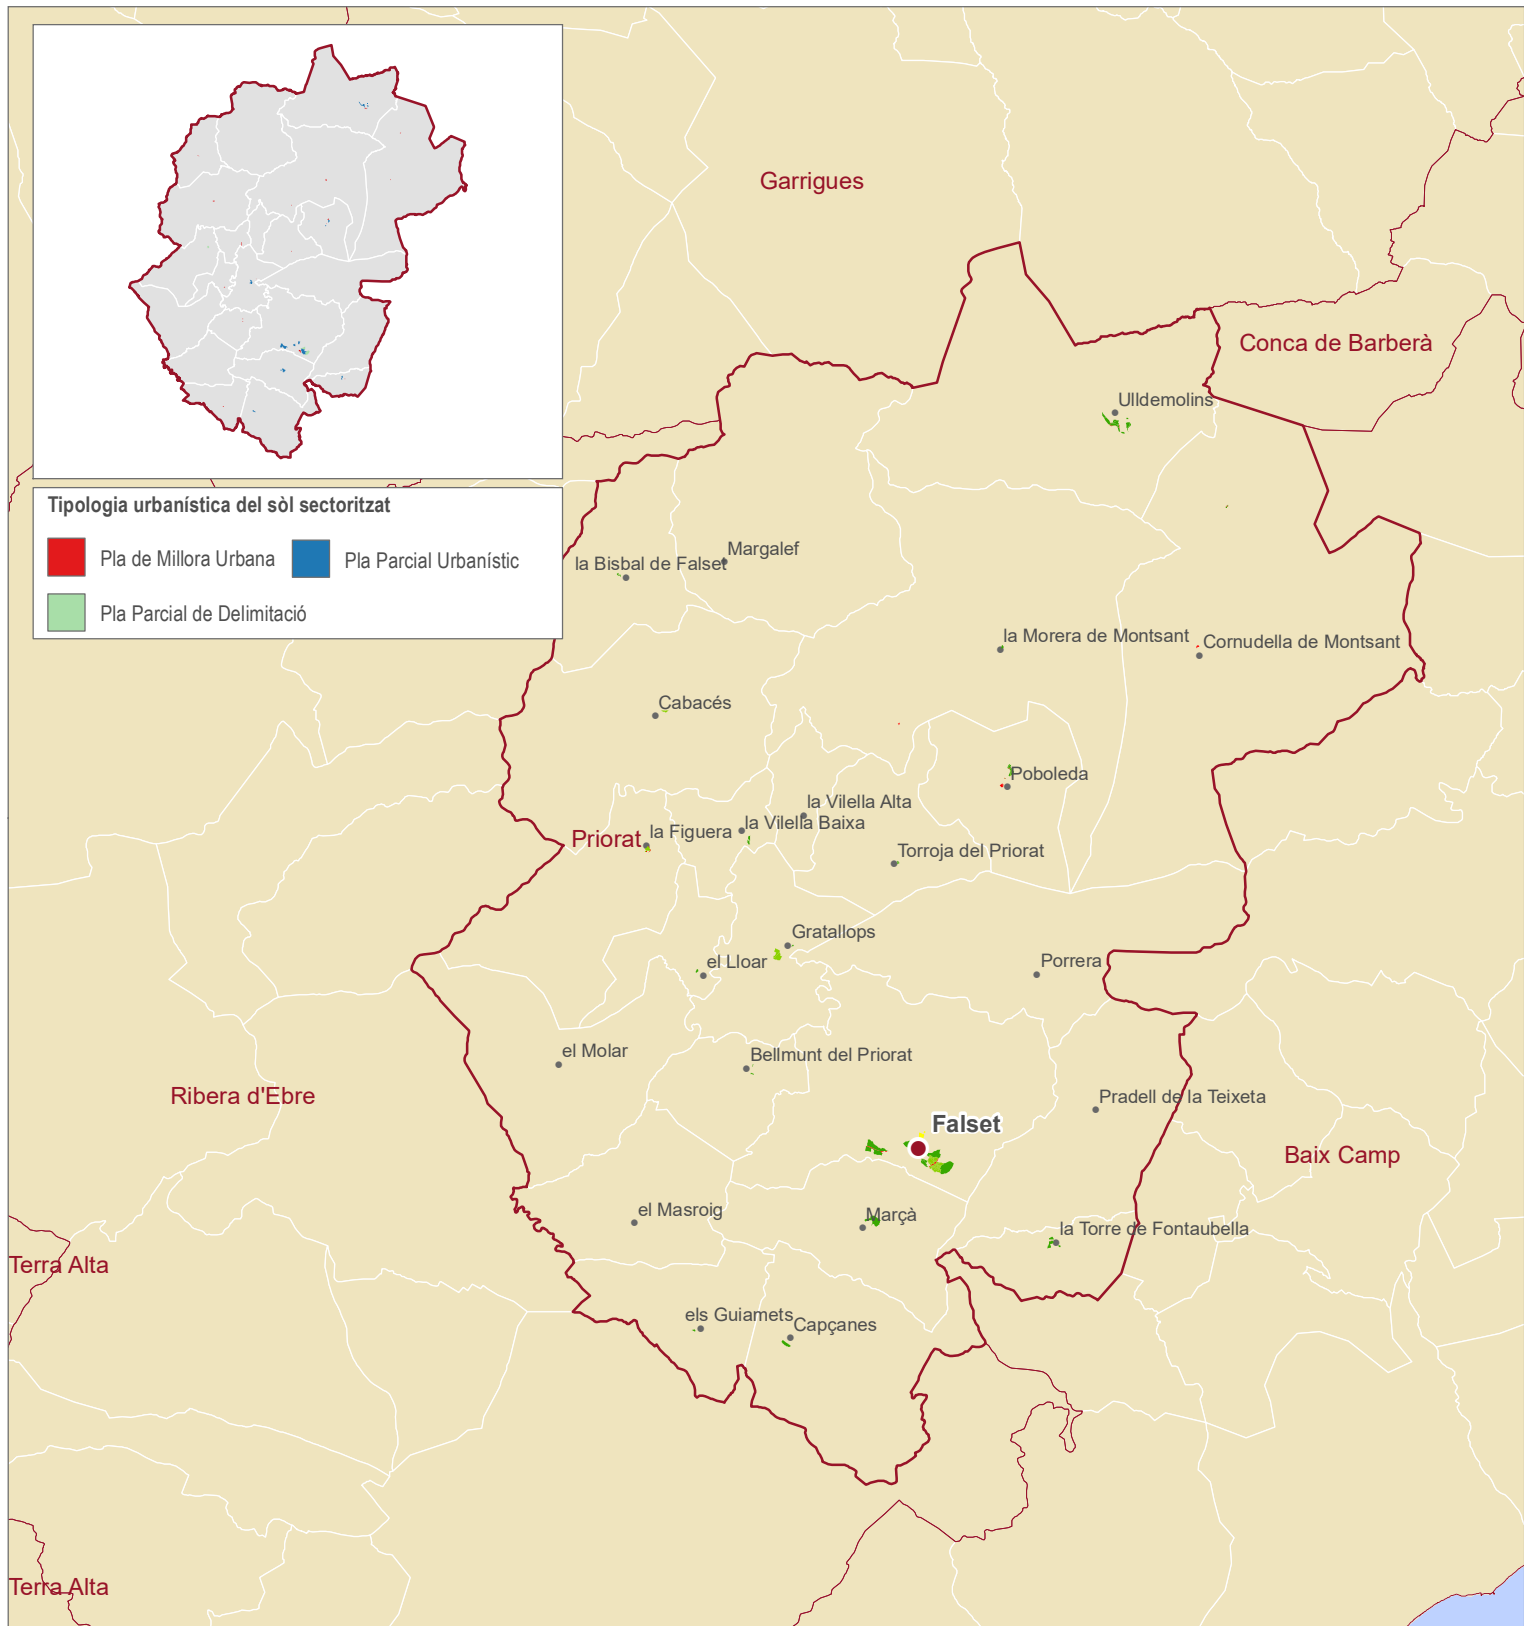 Garrigues
Conca de Barberà
Ulldemolins
Tipologia urbanística del sòl sectoritzat
Pla de Millora Urbana
Pla Parcial Urbanístic
Pla Parcial de Delimitació
Margalef
la Bisbal de Falset
la Morera de Montsant
Cornudella de Montsant
Cabacés
Poboleda
la Vilella Alta
la Vilella Baixa
Priorat
la Figuera
Torroja del Priorat
Gratallops
el Lloar
Porrera
el Molar
Bellmunt del Priorat
Ribera d'Ebre
Pradell de la Teixeta
Falset
Baix Camp
el Masroig
Marçà
la Torre de Fontaubella
Terra Alta
els Guiamets
Capçanes
Terra Alta